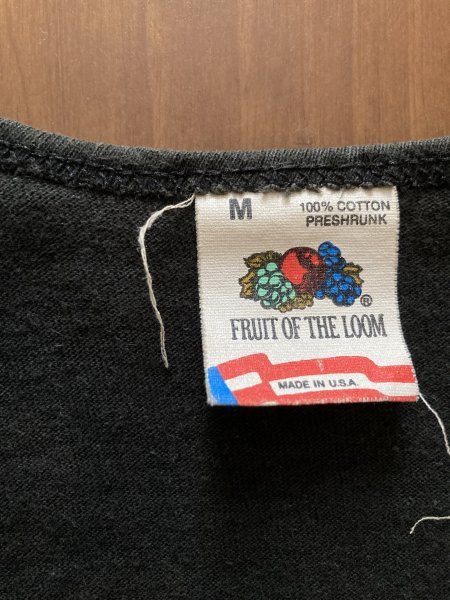 M
100% COTTON
PRESHRUNK
®
FRUIT OF THE LOOM
MADE IN U.S.A.